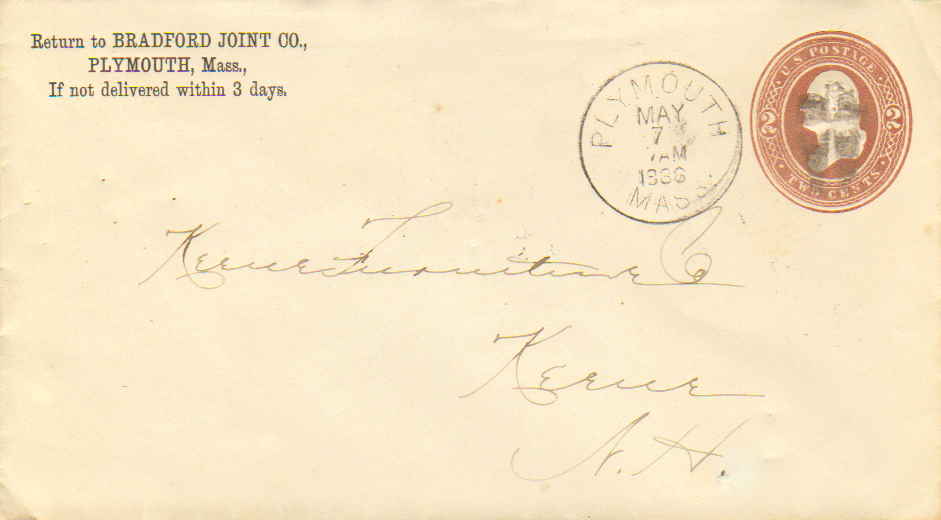 Return to BRADFORD JOINT CO.,
PLYMOUTH, Mass.,
If not delivered within 3 days.
PLYMOUTH
MAY
7
7AM
1886
MASS.
U.S. POSTAGE
2 2
TWO CENTS
Keene Furniture Co
Keene
N.H.